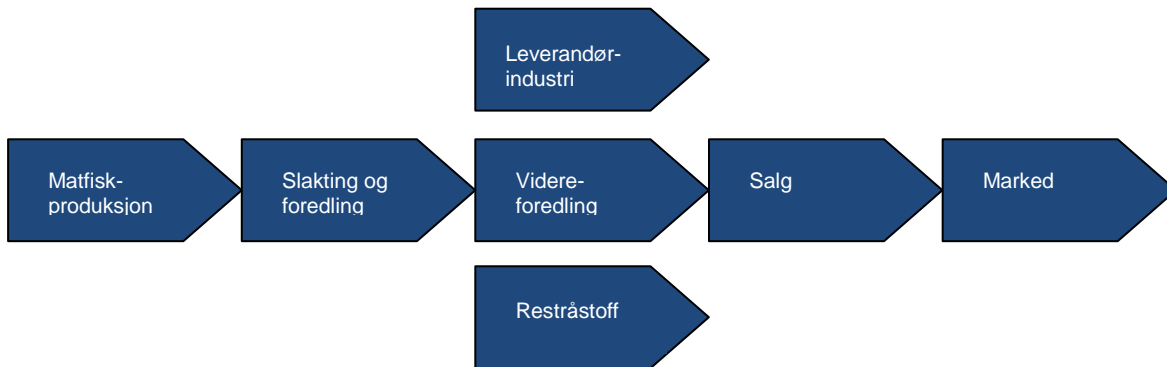 Leverandør-
industri
Matfisk-
produksjon
Slakting og
foredling
Videre-
foredling
Salg
Marked
Restråstoff